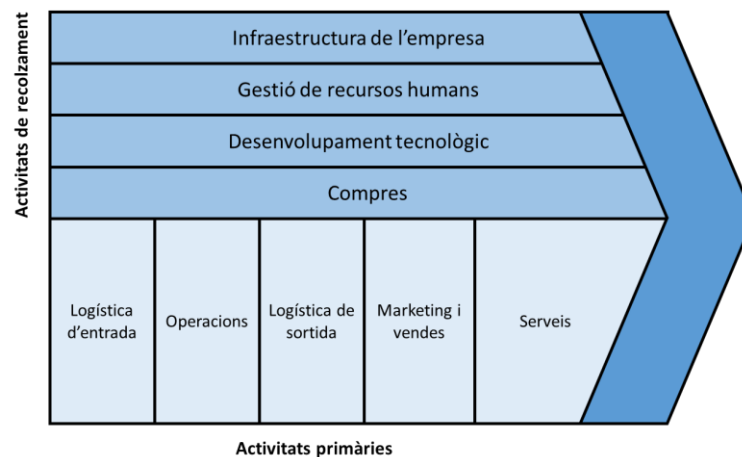 Activitats de recolzament
Infraestructura de l’empresa
Gestió de recursos humans
Desenvolupament tecnològic
Compres
Logística
d’entrada
Operacions
Logística de
sortida
Marketing i
vendes
Serveis
Activitats primàries